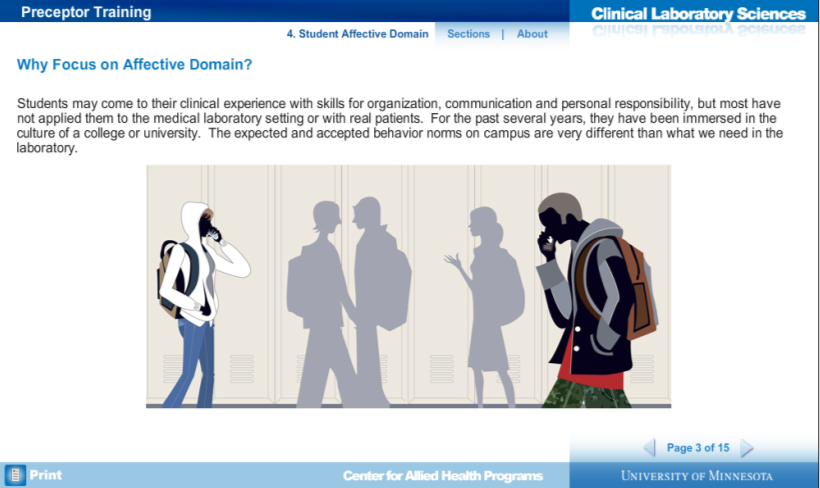 Preceptor Training
Clinical Laboratory Sciences
4. Student Affective Domain Sections | About
Why Focus on Affective Domain?
Students may come to their clinical experience with skills for organization, communication and personal responsibility, but most have
not applied them to the medical laboratory setting or with real patients. For the past several years, they have been immersed in the
culture of a college or university. The expected and accepted behavior norms on campus are very different than what we need in the
laboratory.
Page 3 of 15
Print
Center for Allied Health Programs
UNIVERSITY OF MINNESOTA